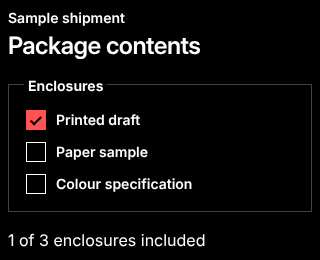 Sample shipment
Package contents
Enclosures
Printed draft
Paper sample
Colour specification
1 of 3 enclosures included